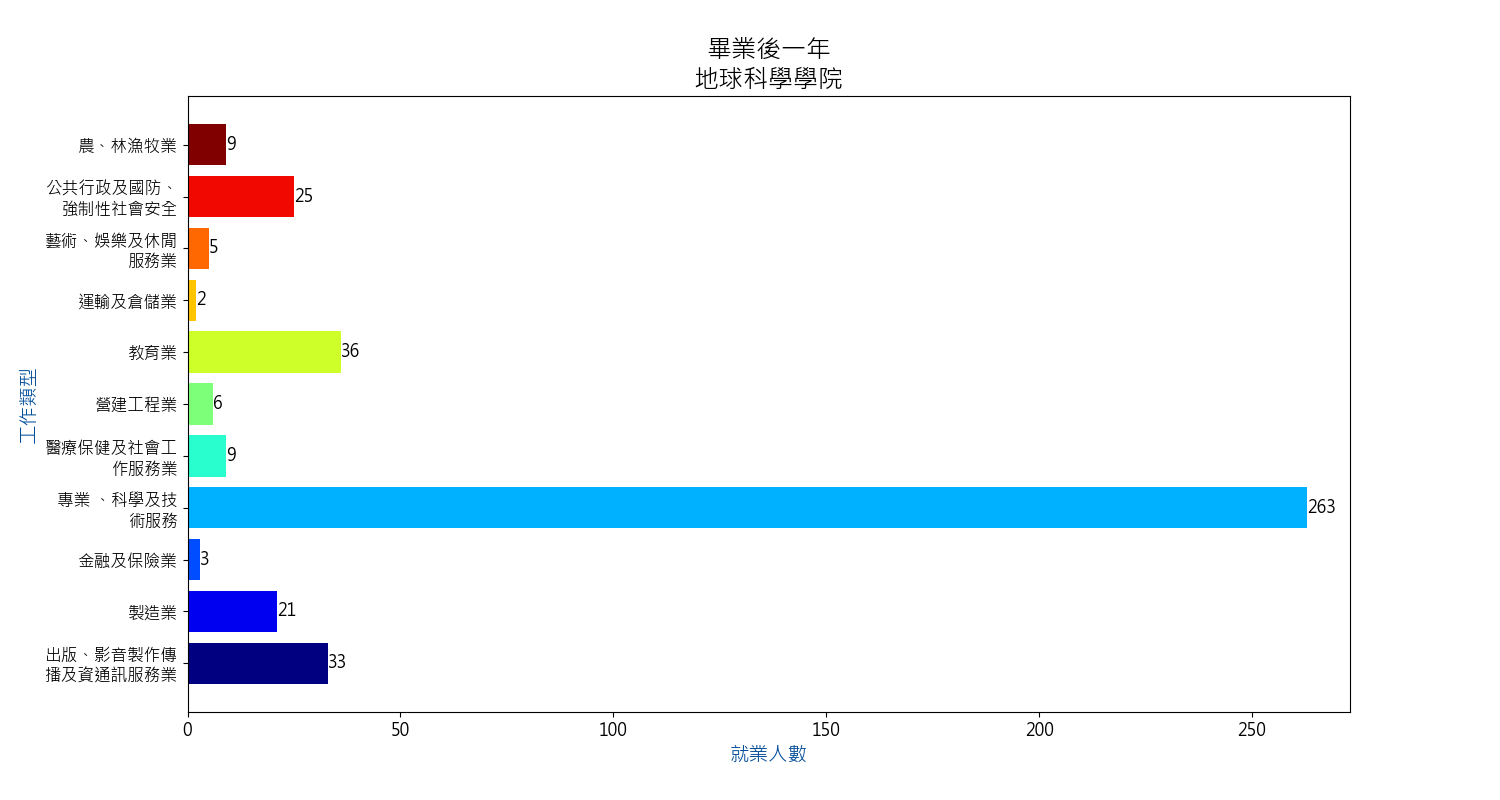 畢業後一年
地球科學學院
農、林漁牧業
9
公共行政及國防、
強制性社會安全
25
藝術、娛樂及休閒
服務業
5
運輸及倉儲業
2
教育業
36
營建工程業
6
醫療保健及社會工
作服務業
9
專業 、科學及技
術服務
263
金融及保險業
3
製造業
21
出版、影音製作傳
播及資通訊服務業
33
工作類型
0 50 100 150 200 250
就業人數